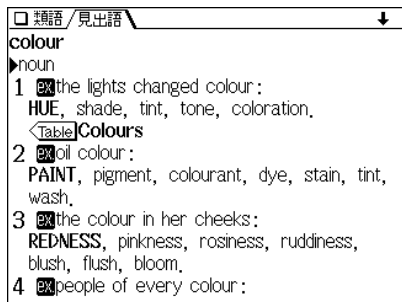 類語/見出語
colour
▶noun
1 ex the lights changed colour:
HUE, shade, tint, tone, coloration.
Table Colours
2 ex oil colour:
PAINT, pigment, colourant, dye, stain, tint,
wash.
3 ex the colour in her cheeks:
REDNESS, pinkness, rosiness, ruddiness,
blush, flush, bloom.
4 ex people of every colour: